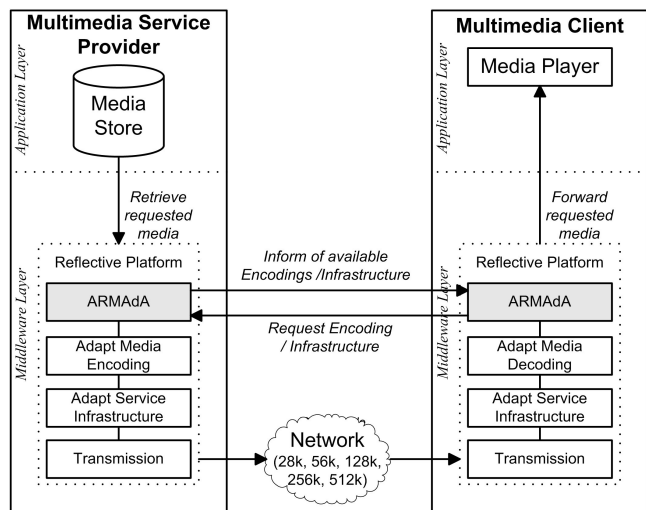 Multimedia Service
Provider
Application Layer
Media
Store
Retrieve
requested
media
Middleware Layer
Reflective Platform
ARMAdA
Adapt Media
Encoding
Adapt Service
Infrastructure
Transmission
Inform of available
Encodings /Infrastructure
Request Encoding
/ Infrastructure
Network
(28k, 56k, 128k,
256k, 512k)
Multimedia Client
Application Layer
Media Player
Forward
requested
media
Middleware Layer
Reflective Platform
ARMAdA
Adapt Media
Decoding
Adapt Service
Infrastructure
Transmission